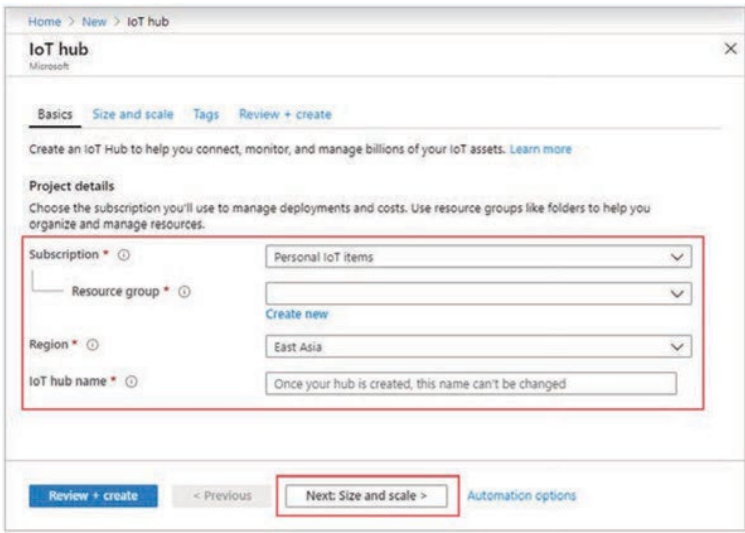 Home > New > IoT hub
IoT hub
Microsoft
Basics Size and scale Tags Review + create
Create an IoT Hub to help you connect, monitor, and manage billions of your IoT assets. Learn more
Project details
Choose the subscription you'll use to manage deployments and costs. Use resource groups like folders to help you
organize and manage resources.
Subscription * Personal IoT items
Resource group *
Create new
Region * East Asia
IoT hub name * Once your hub is created, this name can't be changed
Review + create < Previous Next: Size and scale > Automation options